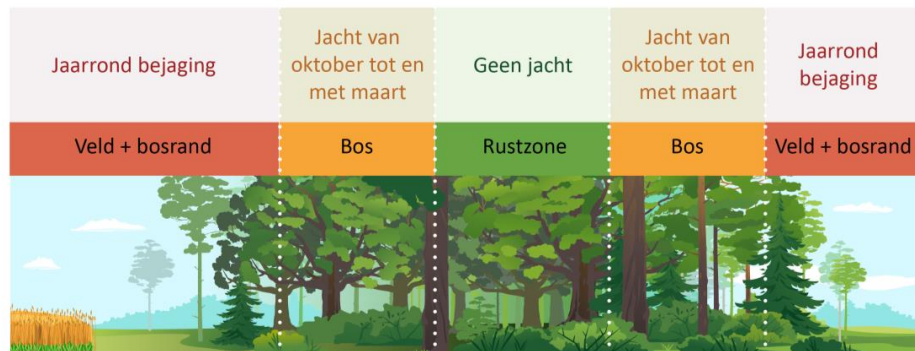 Jaarrond bejaging
Jacht van
oktober tot en
met maart
Geen jacht
Jacht van
oktober tot en
met maart
Jaarrond
bejaging
Veld + bosrand
Bos
Rustzone
Bos
Veld + bosrand